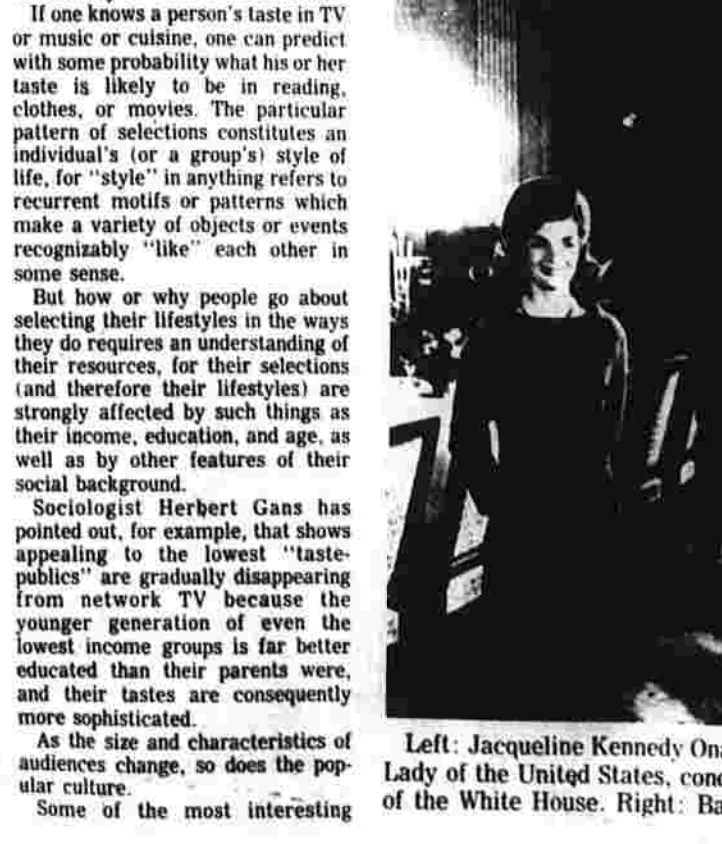 If one knows a person's taste in TV
or music or cuisine, one can predict
with some probability what his or her
taste is likely to be in reading,
clothes, or movies. The particular
pattern of selections constitutes an
individual's (or a group's) style of
life, for "style" in anything refers to
recurrent motifs or patterns which
make a variety of objects or events
recognizably "like" each other in
some sense.
But how or why people go about
selecting their lifestyles in the ways
they do requires an understanding of
their resources, for their selections
(and therefore their lifestyles) are
strongly affected by such things as
their income, education, and age, as
well as by other features of their
social background.
Sociologist Herbert Gans has
pointed out, for example, that shows
appealing to the lowest "taste-
publics" are gradually disappearing
from network TV because the
younger generation of even the
lowest income groups is far better
educated than their parents were,
and their tastes are consequently
more sophisticated.
As the size and characteristics of
audiences change, so does the pop-
ular culture.
Some of the most interesting
Left: Jacqueline Kennedy Ona
Lady of the United States, cond
of the White House. Right: Ba